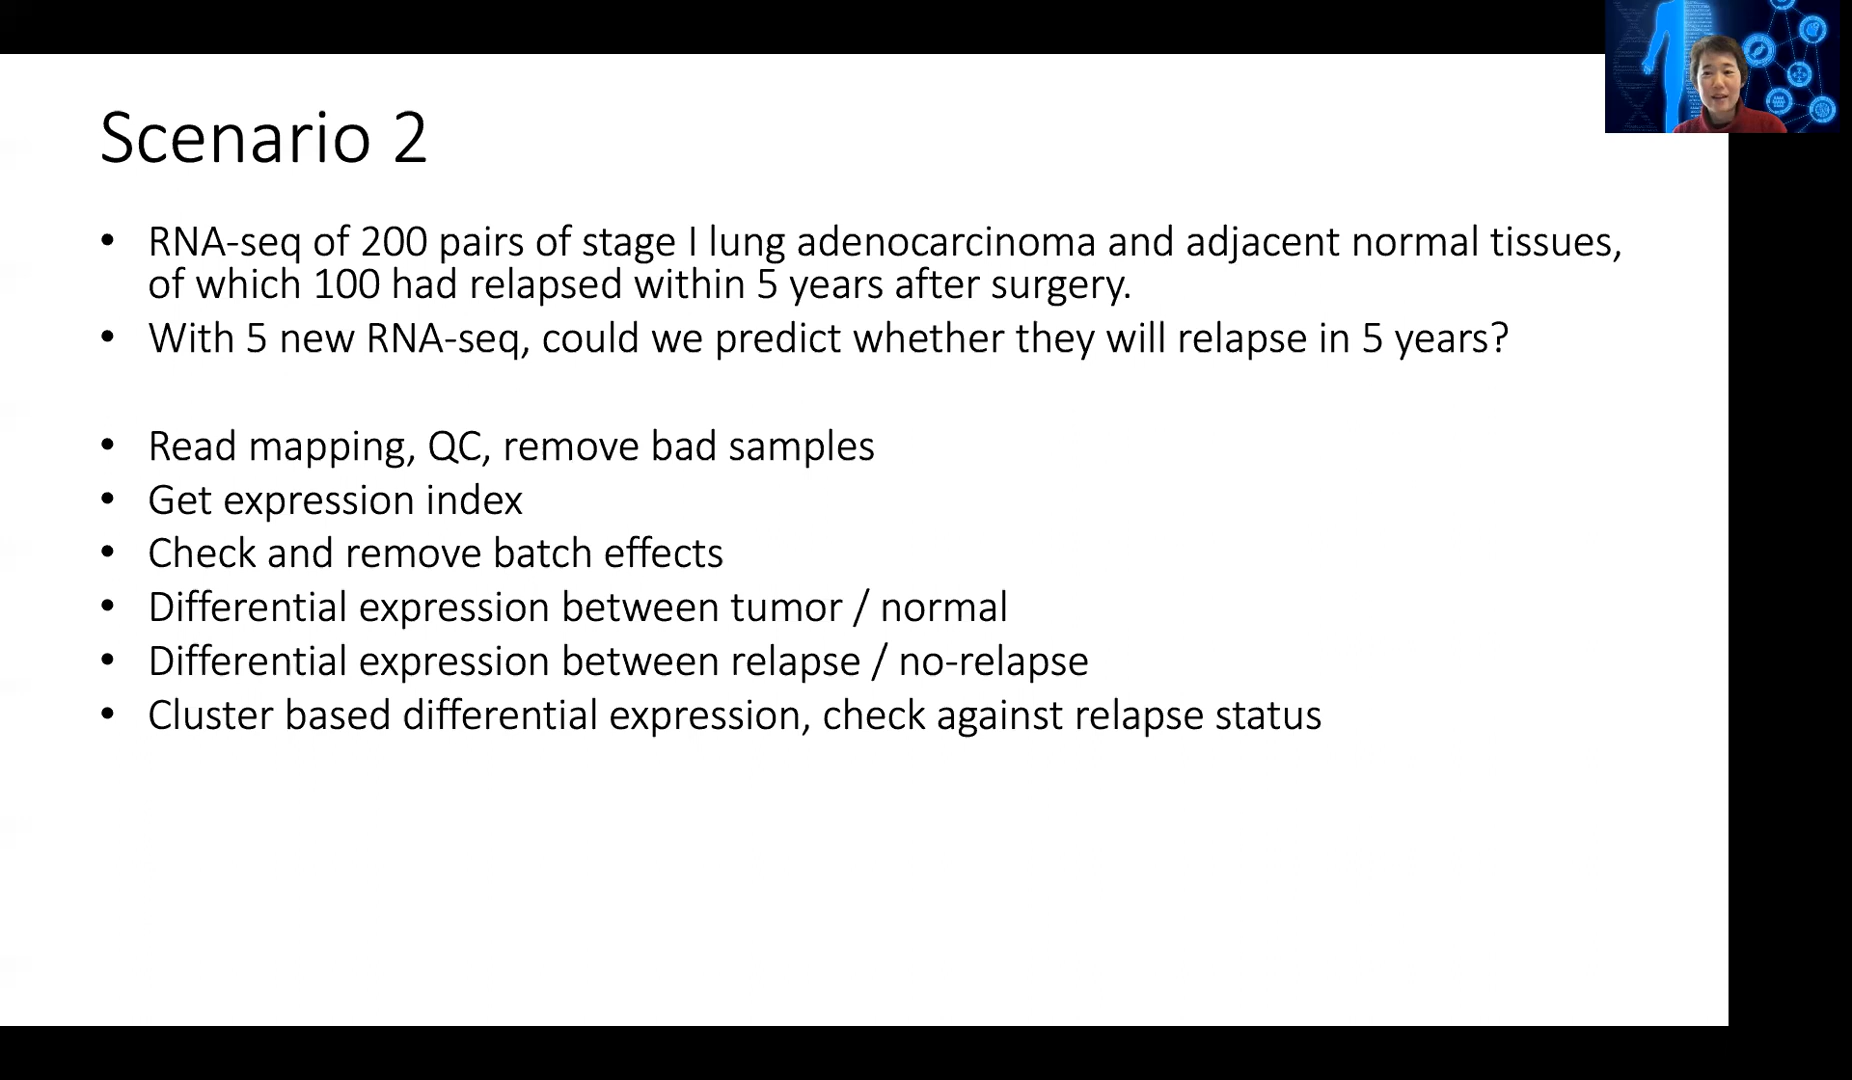 Scenario 2
• RNA-seq of 200 pairs of stage I lung adenocarcinoma and adjacent normal tissues,
of which 100 had relapsed within 5 years after surgery.
• With 5 new RNA-seq, could we predict whether they will relapse in 5 years?
• Read mapping, QC, remove bad samples
• Get expression index
• Check and remove batch effects
• Differential expression between tumor / normal
• Differential expression between relapse / no-relapse
• Cluster based differential expression, check against relapse status